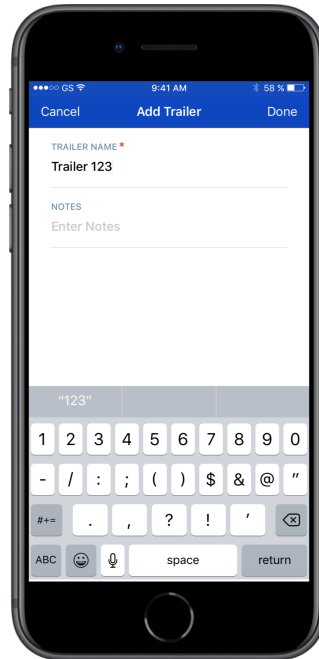 GS 9:41 AM 58 %
Cancel Add Trailer Done
TRAILER NAME *
Trailer 123
NOTES
Enter Notes
"123"
1 2 3 4 5 6 7 8 9 0
- / : ; ( ) $ & @ "
#+= . , ? ! '
ABC space return